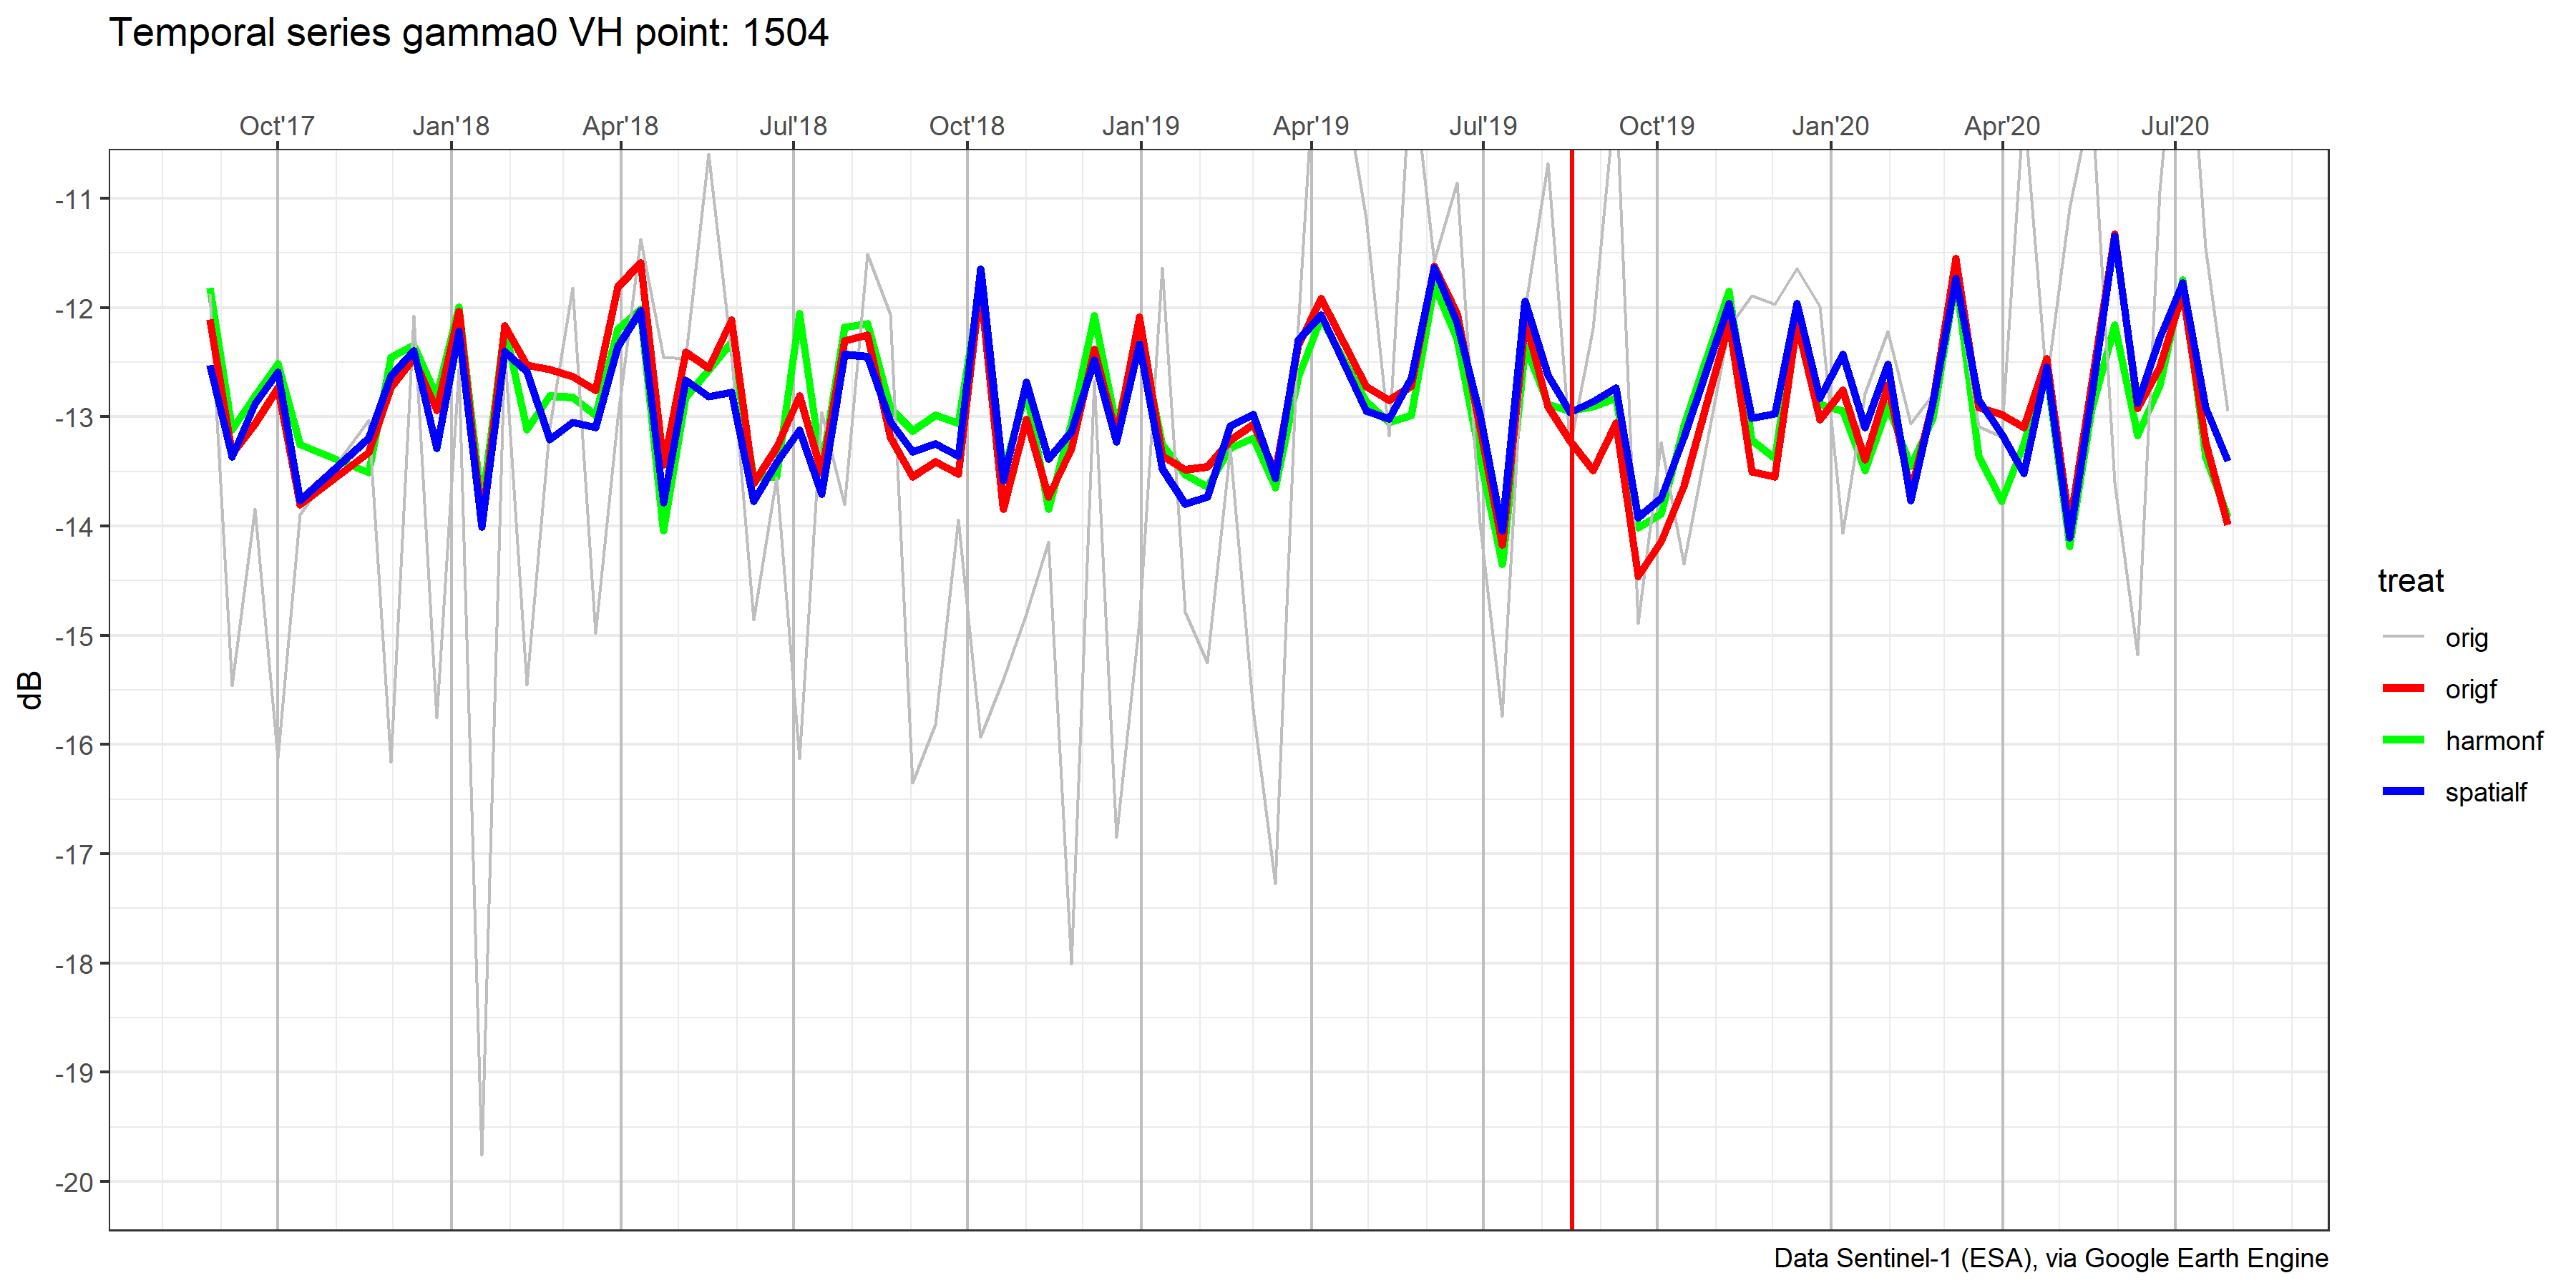 Temporal series gamma0 VH point: 1504
Oct'17 Jan'18 Apr'18 Jul'18 Oct'18 Jan'19 Apr'19 Jul'19 Oct'19 Jan'20 Apr'20 Jul'20
-11
-12
-13
-14
-15
-16
-17
-18
-19
-20
dB
treat
orig
origf
harmonf
spatialf
Data Sentinel-1 (ESA), via Google Earth Engine